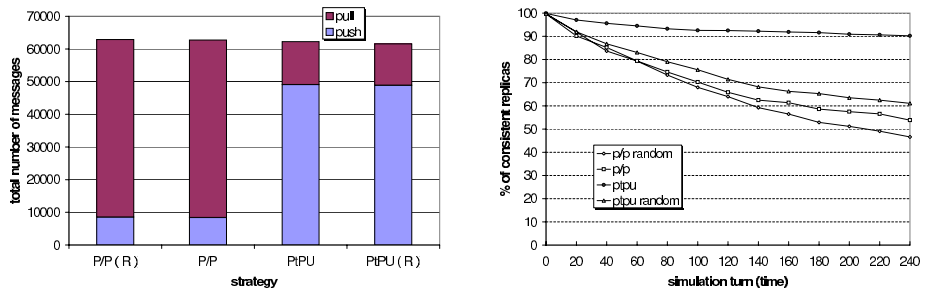 70000
60000
50000
40000
30000
20000
10000
0
total number of messages
pull
push
P/P ( R )
P/P
PtPU
PtPU ( R )
strategy
100
90
80
70
60
50
40
30
20
10
0
% of consistent replicas
p/p random
p/p
ptpu
ptpu random
0 20 40 60 80 100 120 140 160 180 200 220 240
simulation turn (time)